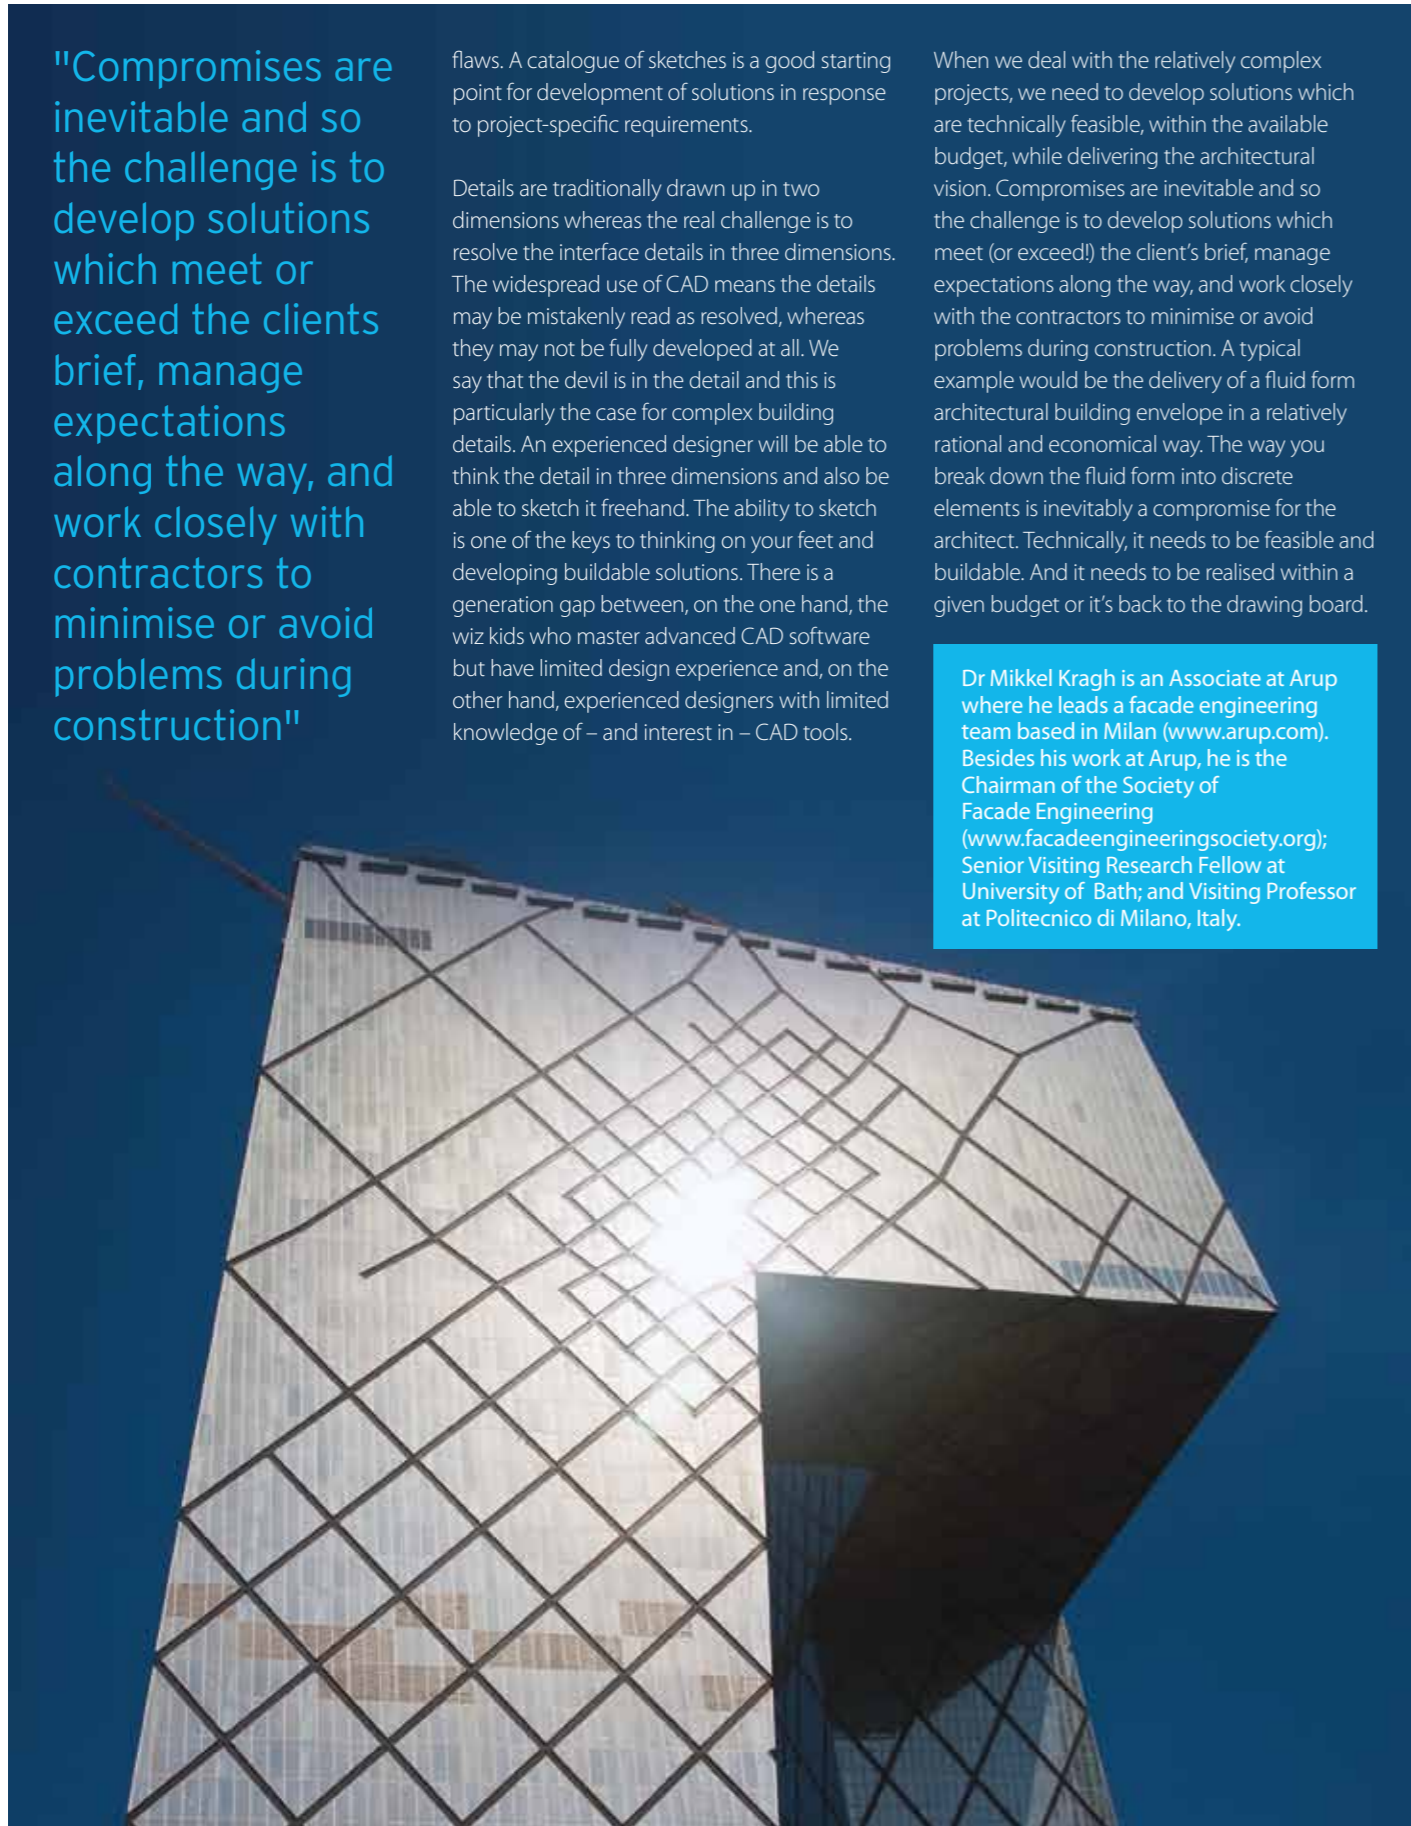 "Compromises are
inevitable and so
the challenge is to
develop solutions
which meet or
exceed the clients
brief, manage
expectations
along the way, and
work closely with
contractors to
minimise or avoid
problems during
construction"
flaws. A catalogue of sketches is a good starting
point for development of solutions in response
to project-specific requirements.
Details are traditionally drawn up in two
dimensions whereas the real challenge is to
resolve the interface details in three dimensions.
The widespread use of CAD means the details
may be mistakenly read as resolved, whereas
they may not be fully developed at all. We
say that the devil is in the detail and this is
particularly the case for complex building
details. An experienced designer will be able to
think the detail in three dimensions and also be
able to sketch it freehand. The ability to sketch
is one of the keys to thinking on your feet and
developing buildable solutions. There is a
generation gap between, on the one hand, the
wiz kids who master advanced CAD software
but have limited design experience and, on the
other hand, experienced designers with limited
knowledge of – and interest in – CAD tools.
When we deal with the relatively complex
projects, we need to develop solutions which
are technically feasible, within the available
budget, while delivering the architectural
vision. Compromises are inevitable and so
the challenge is to develop solutions which
meet (or exceed!) the client's brief, manage
expectations along the way, and work closely
with the contractors to minimise or avoid
problems during construction. A typical
example would be the delivery of a fluid form
architectural building envelope in a relatively
rational and economical way. The way you
break down the fluid form into discrete
elements is inevitably a compromise for the
architect. Technically, it needs to be feasible and
buildable. And it needs to be realised within a
given budget or it's back to the drawing board.
Dr Mikkel Kragh is an Associate at Arup
where he leads a facade engineering
team based in Milan (www.arup.com).
Besides his work at Arup, he is the
Chairman of the Society of
Facade Engineering
(www.facadeengineeringsociety.org);
Senior Visiting Research Fellow at
University of Bath; and Visiting Professor
at Politecnico di Milano, Italy.